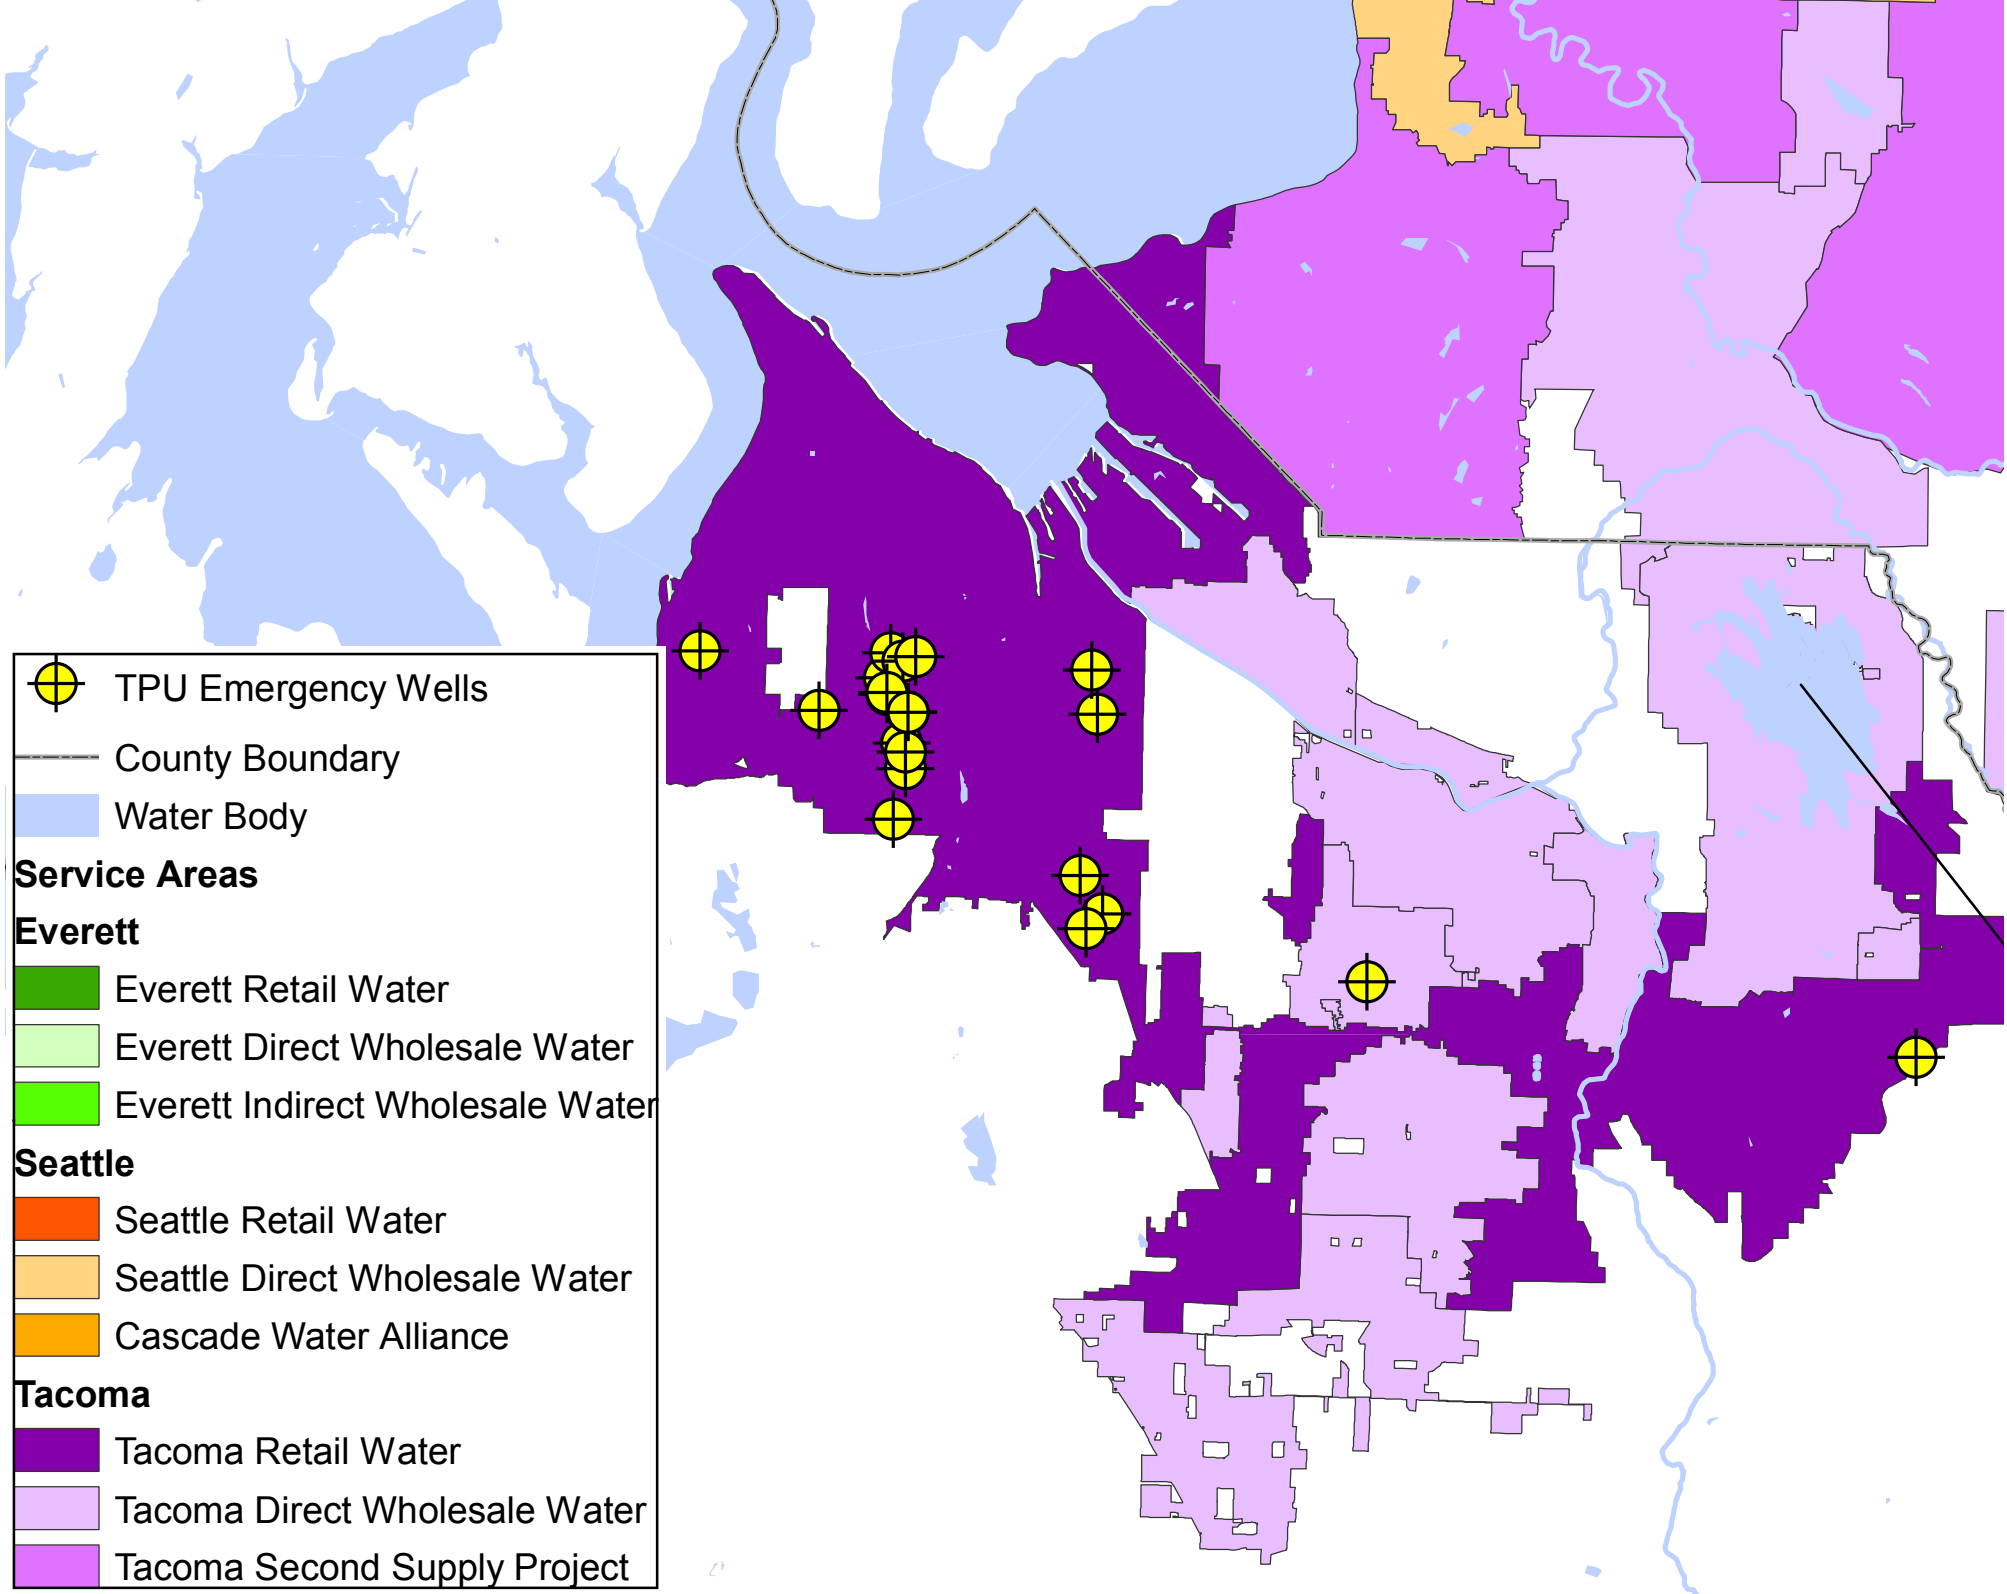 TPU Emergency Wells
County Boundary
Water Body
Service Areas
Everett
Everett Retail Water
Everett Direct Wholesale Water
Everett Indirect Wholesale Water
Seattle
Seattle Retail Water
Seattle Direct Wholesale Water
Cascade Water Alliance
Tacoma
Tacoma Retail Water
Tacoma Direct Wholesale Water
Tacoma Second Supply Project